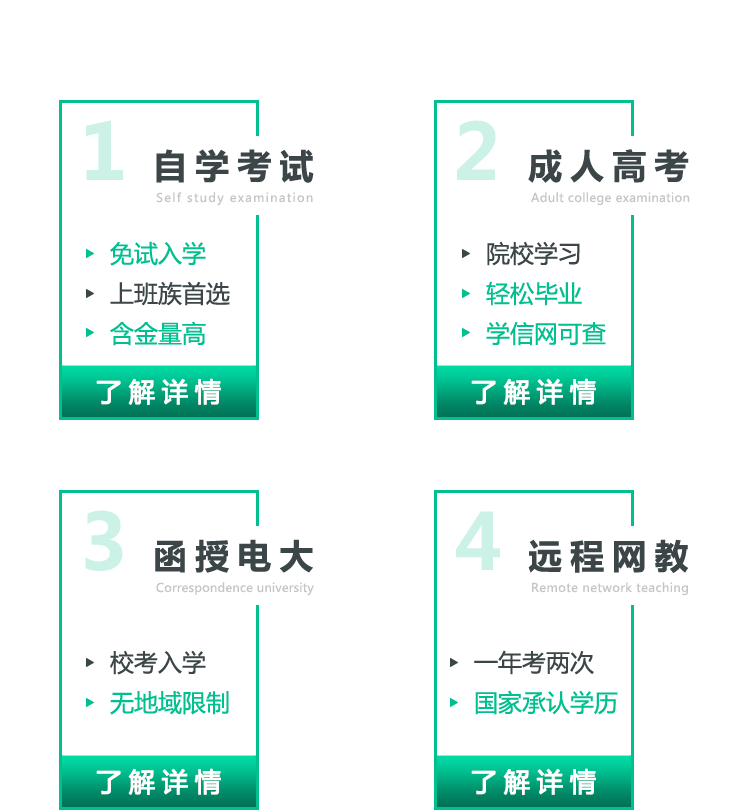 1
自学考试
Self study examination
免试入学
上班族首选
含金量高
了解详情
2
成人高考
Adult college examination
院校学习
轻松毕业
学信网可查
了解详情
3
函授电大
Correspondence university
校考入学
无地域限制
了解详情
4
远程网教
Remote network teaching
一年考两次
国家承认学历
了解详情